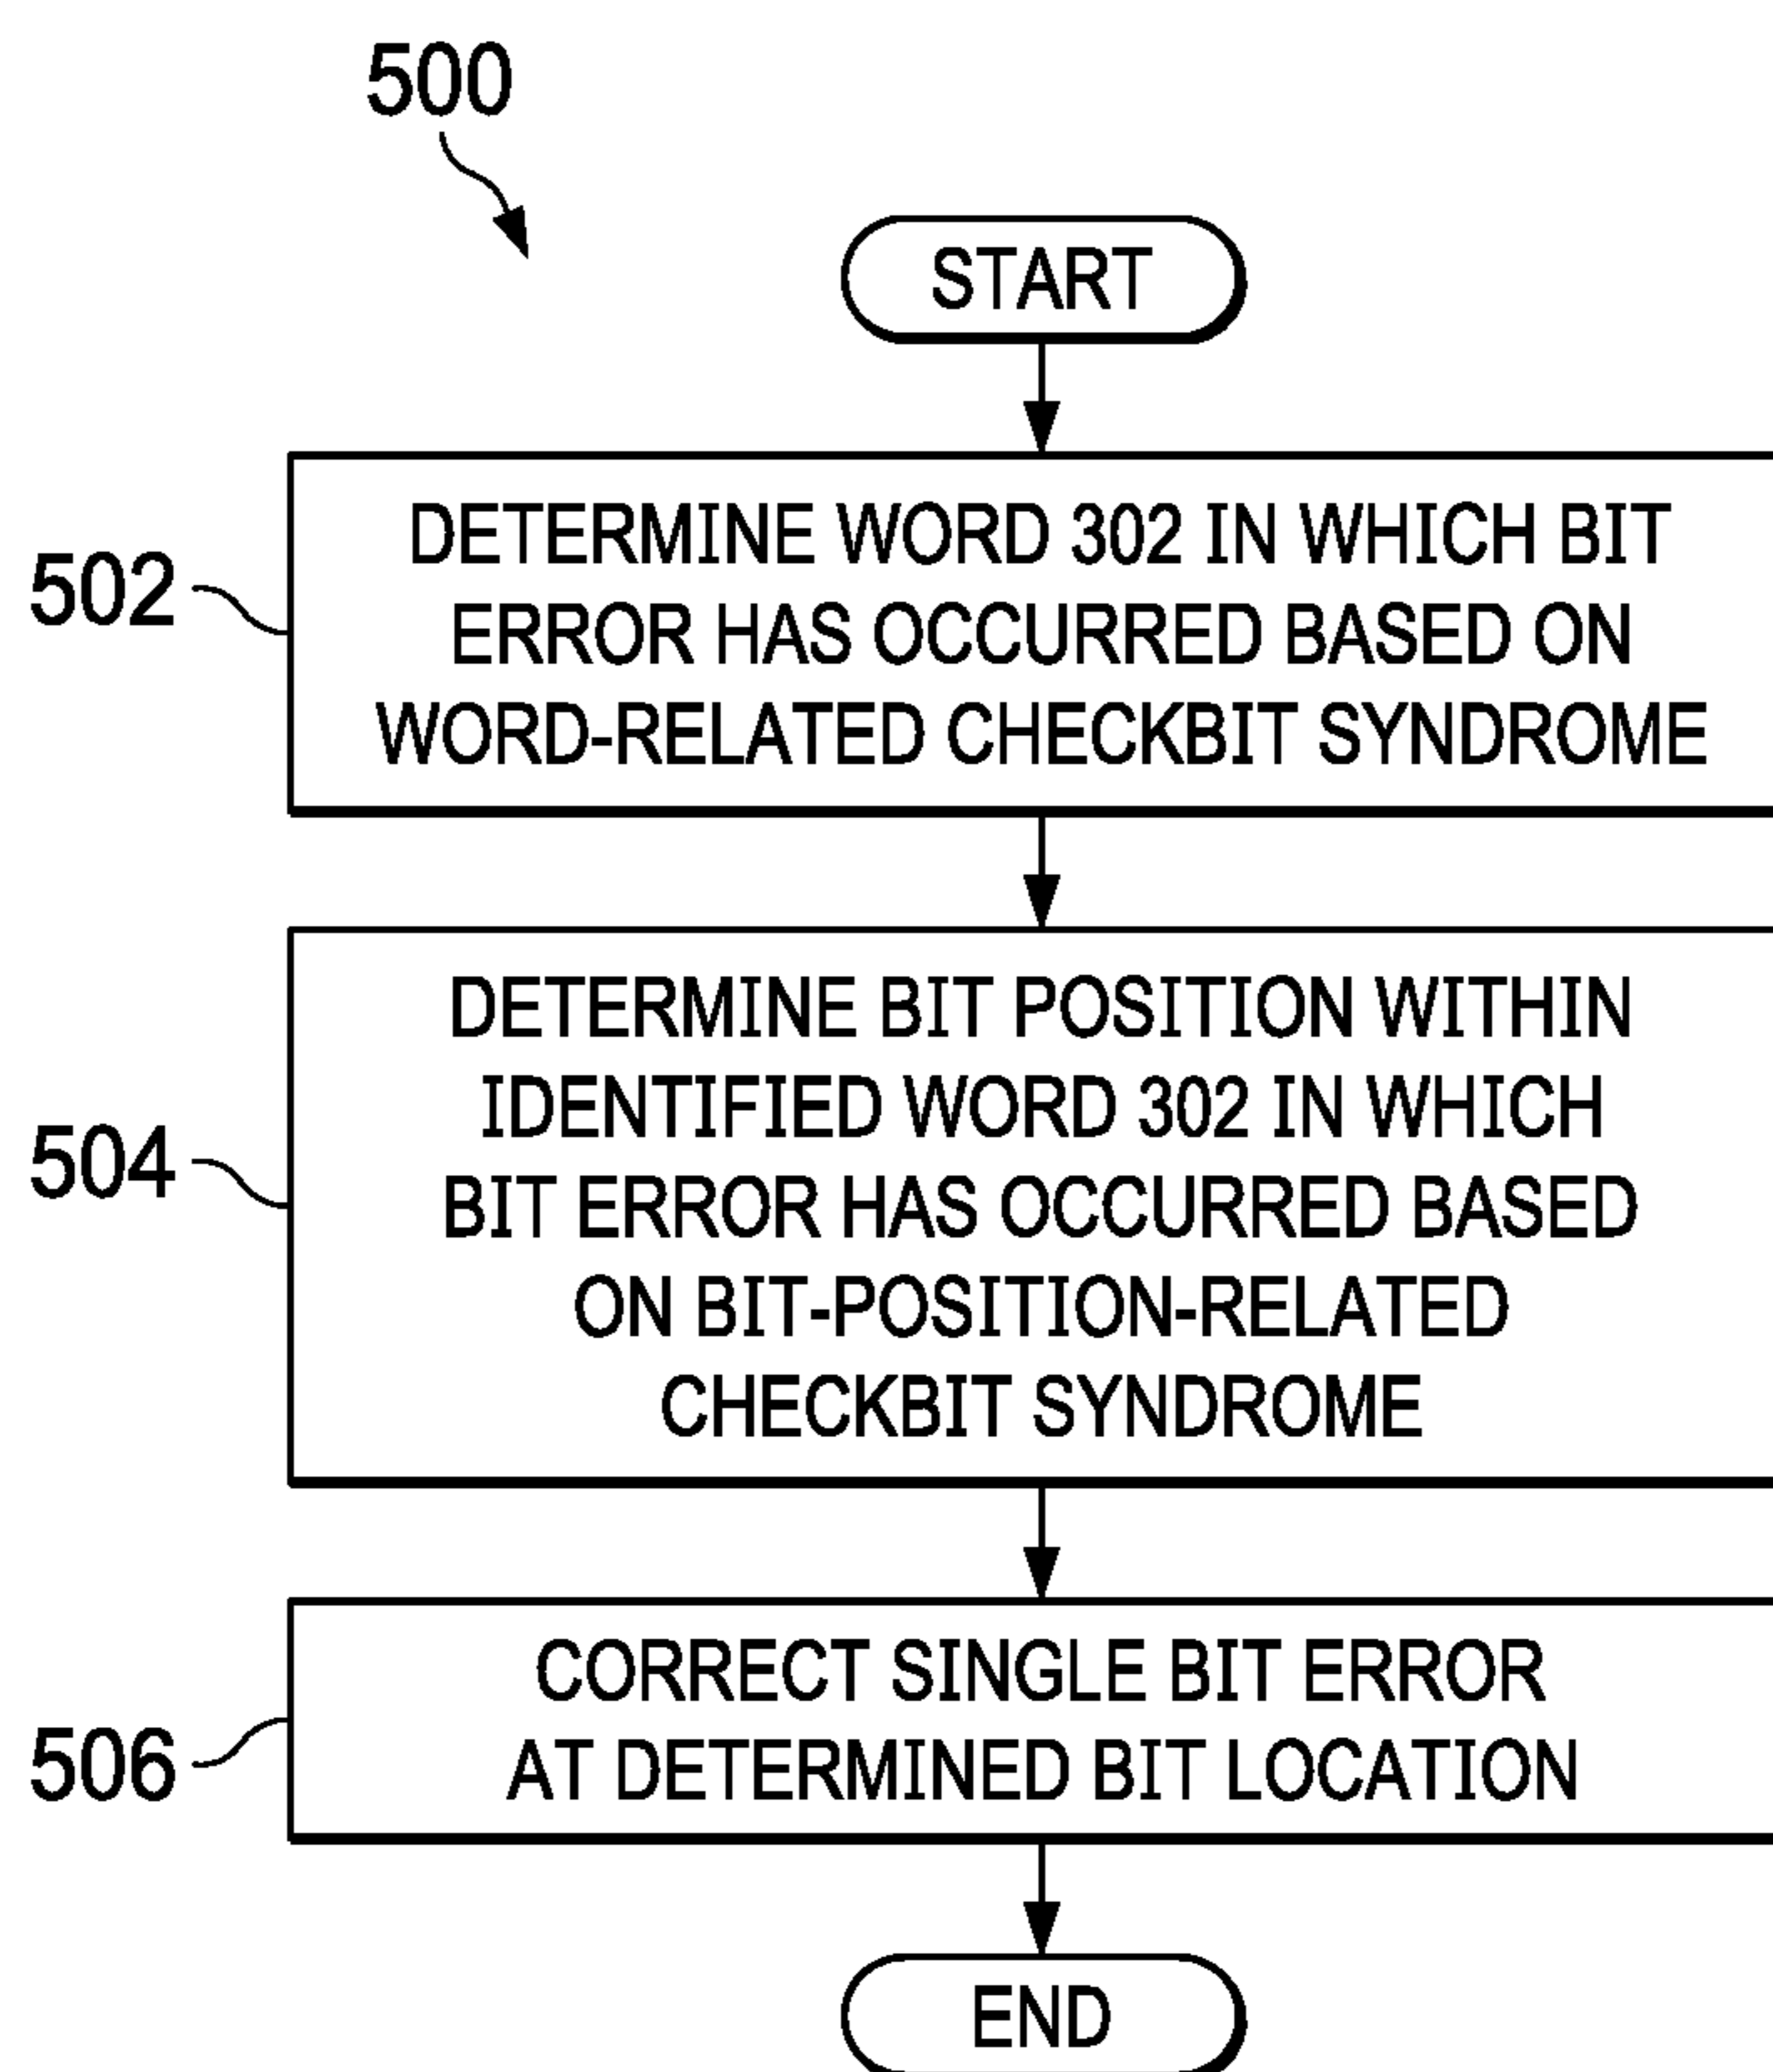 500
START
502
DETERMINE WORD 302 IN WHICH BIT
ERROR HAS OCCURRED BASED ON
WORD-RELATED CHECKBIT SYNDROME
504
DETERMINE BIT POSITION WITHIN
IDENTIFIED WORD 302 IN WHICH
BIT ERROR HAS OCCURRED BASED
ON BIT-POSITION-RELATED
CHECKBIT SYNDROME
506
CORRECT SINGLE BIT ERROR
AT DETERMINED BIT LOCATION
END